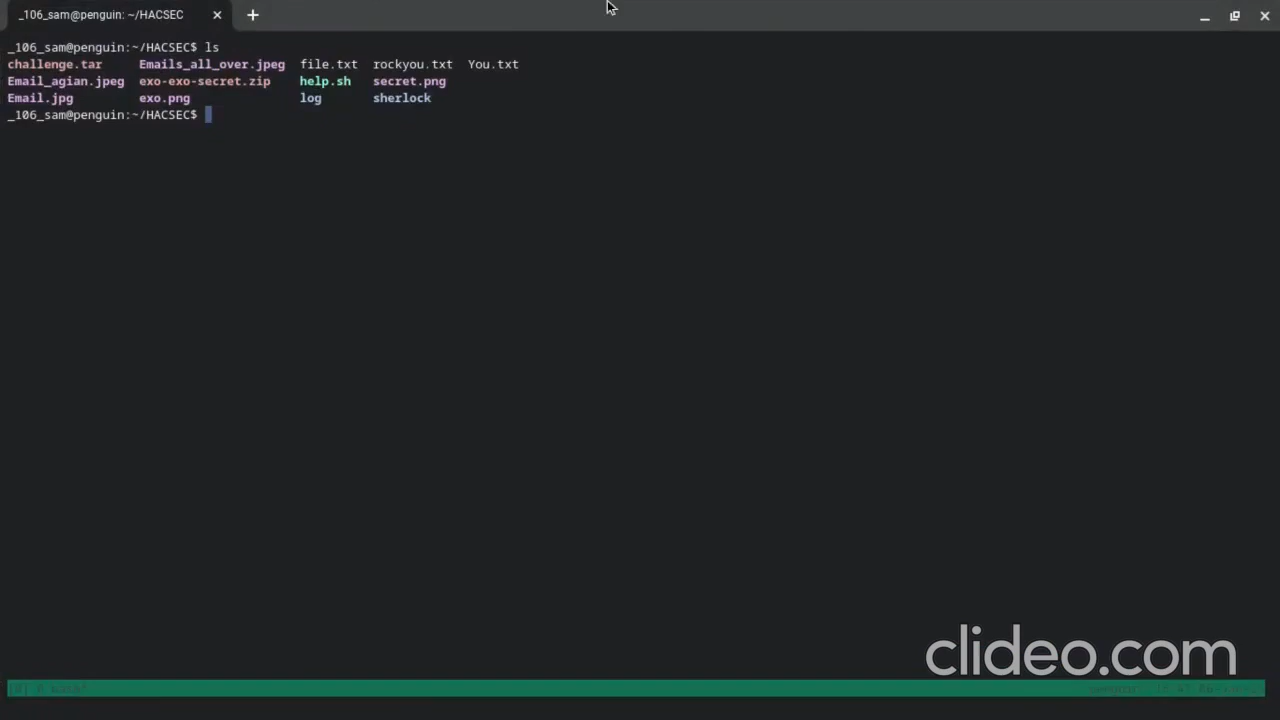 _106_sam@penguin: ~/HACSEC
_106_sam@penguin:~/HACSEC$ ls
challenge.tar Emails_all_over.jpeg file.txt rockyou.txt You.txt
Email_agian.jpeg exo-exo-secret.zip help.sh secret.png
Email.jpg exo.png log sherlock
_106_sam@penguin:~/HACSEC$
clideo.com